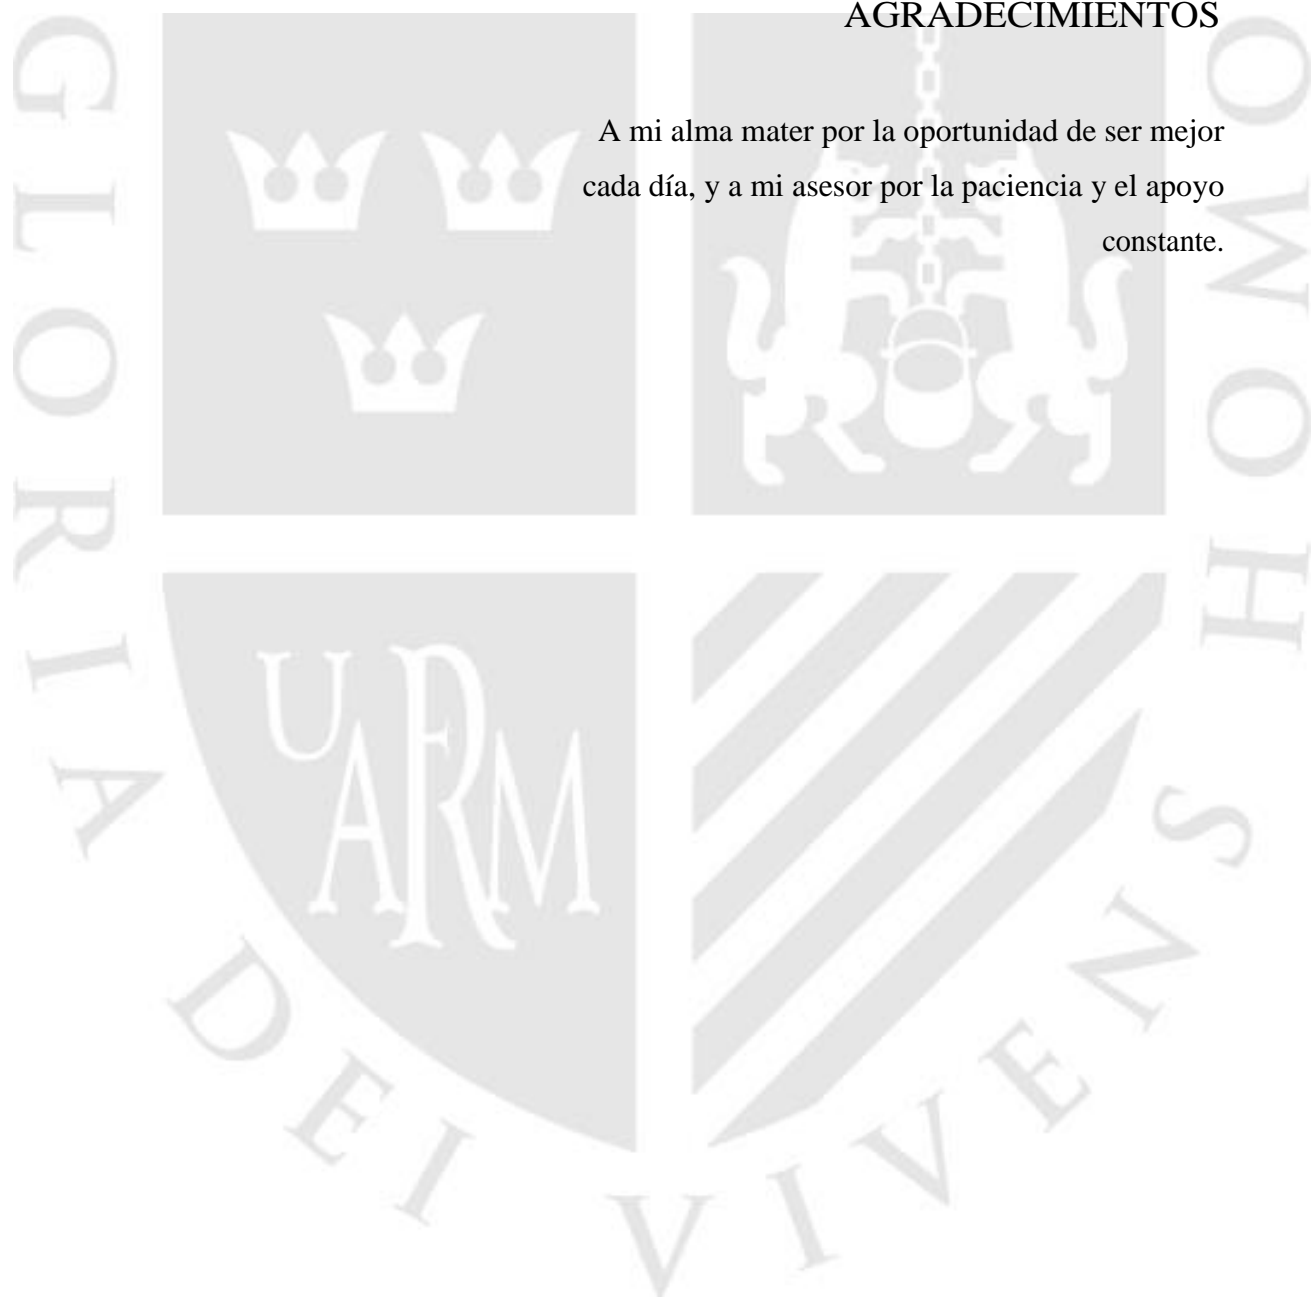 AGRADECIMIENTOS
A mi alma mater por la oportunidad de ser mejor
cada día, y a mi asesor por la paciencia y el apoyo
constante.
GLORIA DEI VIVENS HOMO
UARM